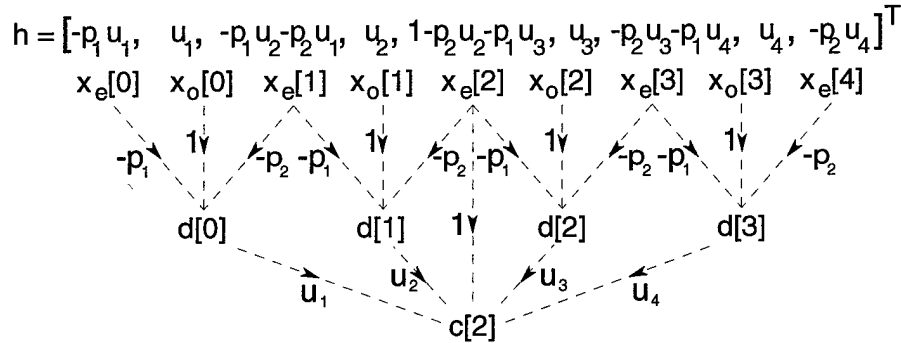 h = [-p₁u₁, u₁, -p₁u₂-p₂u₁, u₂, 1-p₂u₂-p₁u₃, u₃, -p₂u₃-p₁u₄, u₄, -p₂u₄]ᵀ
xₑ[0] xₒ[0] xₑ[1] xₒ[1] xₑ[2] xₒ[2] xₑ[3] xₒ[3] xₑ[4]
-p₁ 1 -p₂ -p₁ 1 -p₂ -p₁ 1 -p₂ -p₁ 1 -p₂
d[0] d[1] 1 d[2] d[3]
u₁ u₂ u₃ u₄
c[2]